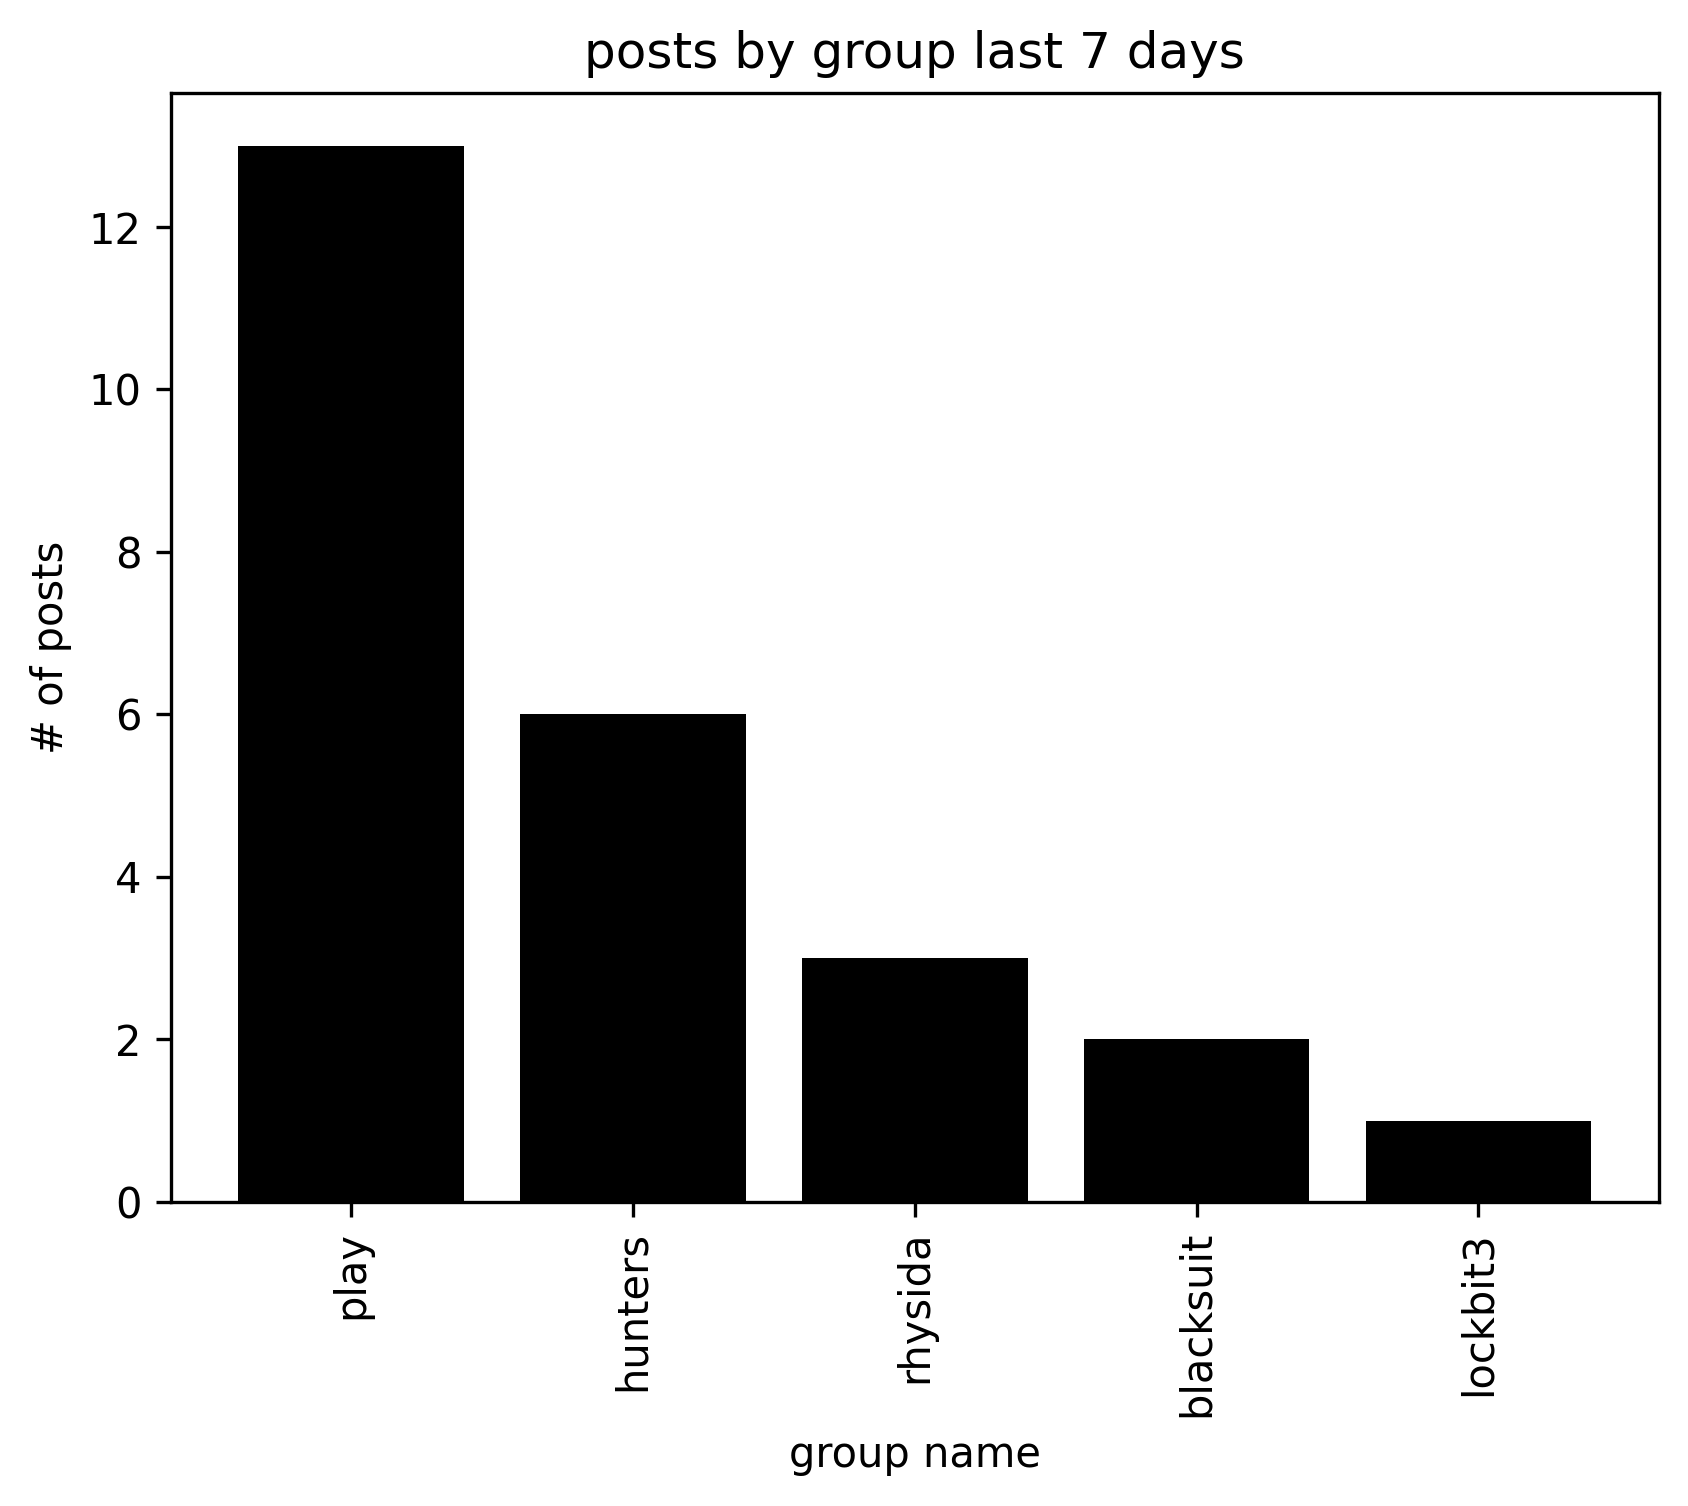 posts by group last 7 days
12
10
8
6
4
2
0
# of posts
play
hunters
rhysida
blacksuit
lockbit3
group name